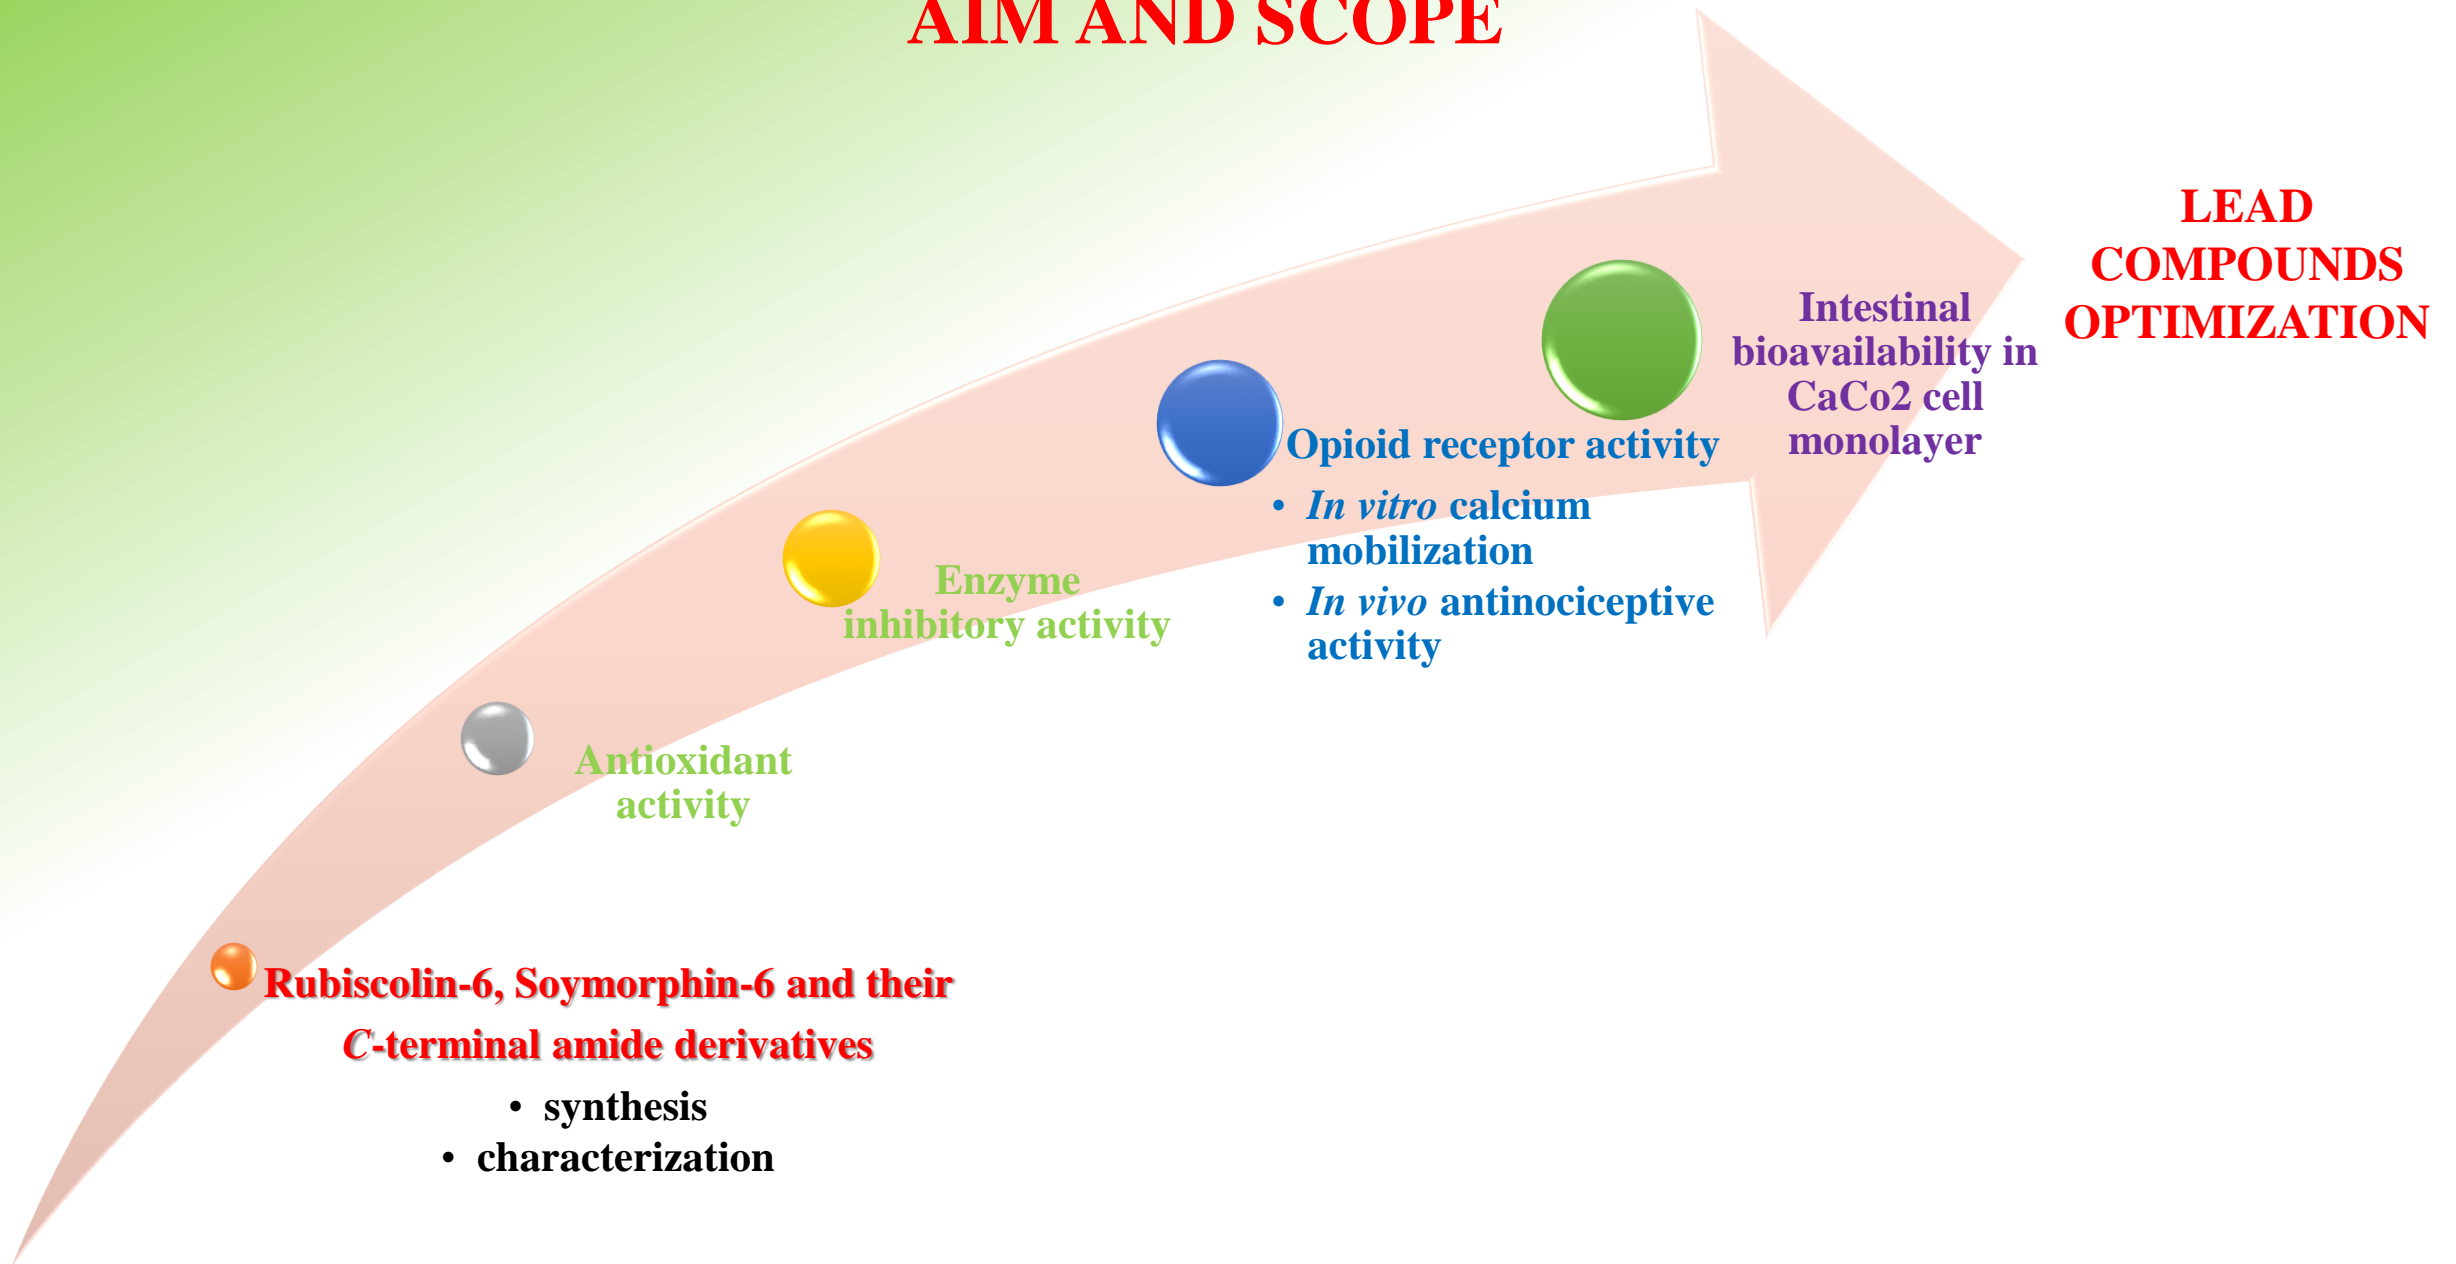 AIM AND SCOPE
LEAD
COMPOUNDS
OPTIMIZATION
Intestinal
bioavailability in
CaCo2 cell
monolayer
Opioid receptor activity
• In vitro calcium
mobilization
• In vivo antinociceptive
activity
Enzyme
inhibitory activity
Antioxidant
activity
Rubiscolin-6, Soymorphin-6 and their
C-terminal amide derivatives
• synthesis
• characterization